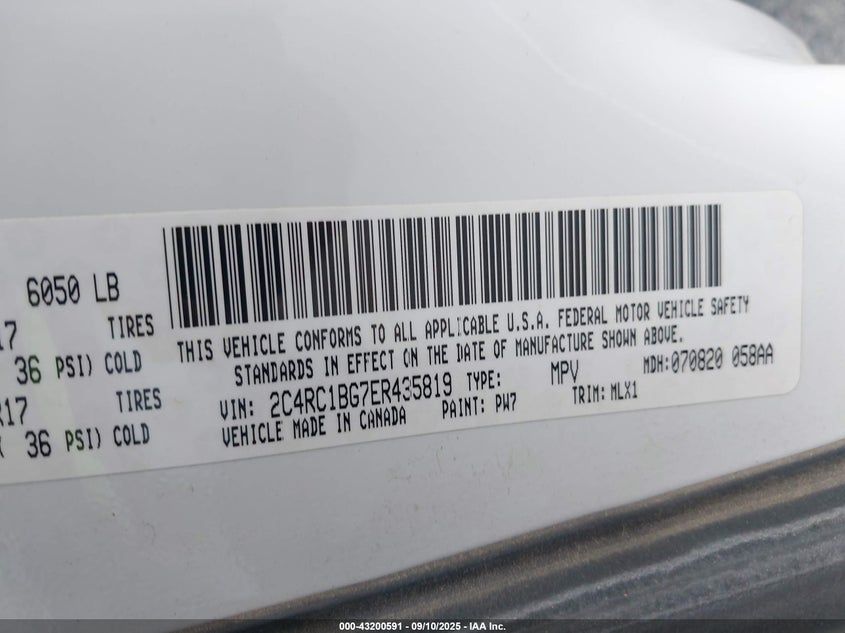 6050 LB
17 TIRES
36 PSI) COLD
R17 TIRES
( 36 PSI) COLD
THIS VEHICLE CONFORMS TO ALL APPLICABLE U.S.A. FEDERAL MOTOR VEHICLE SAFETY
STANDARDS IN EFFECT ON THE DATE OF MANUFACTURE SHOWN ABOVE.
VIN: 2C4RC1BG7ER435819 TYPE: MPV MDH:070820 058AA
VEHICLE MADE IN CANADA PAINT: PW7 TRIM: MLX1
000-43200591 - 09/10/2025 - IAA Inc.